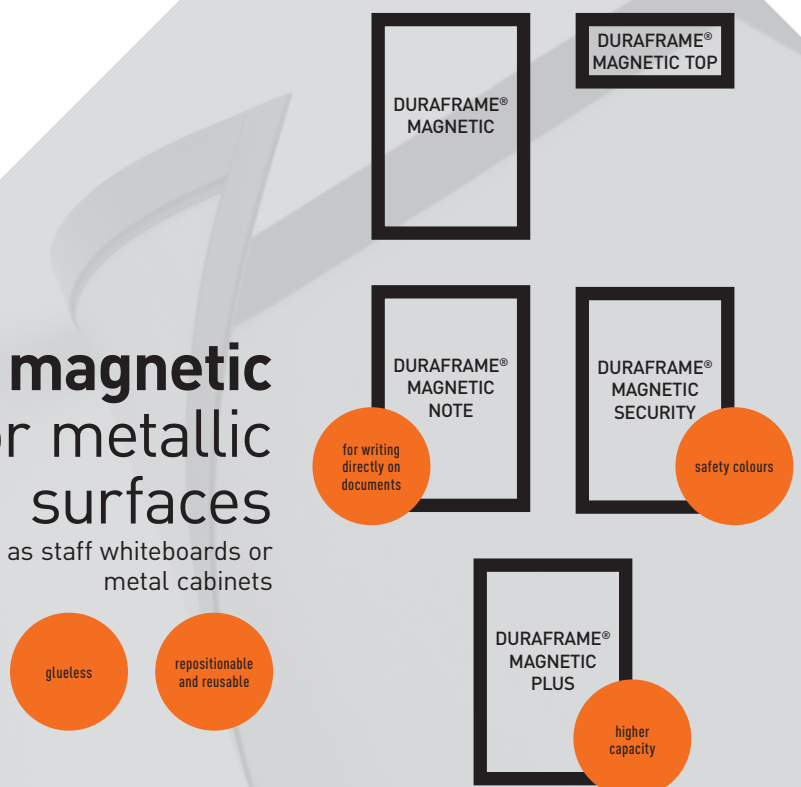 DURAFRAME®
MAGNETIC
DURAFRAME®
MAGNETIC TOP
magnetic
r metallic
surfaces
as staff whiteboards or
metal cabinets
glueless
repositionable
and reusable
DURAFRAME®
MAGNETIC
NOTE
for writing
directly on
documents
DURAFRAME®
MAGNETIC
SECURITY
safety colours
DURAFRAME®
MAGNETIC
PLUS
higher
capacity